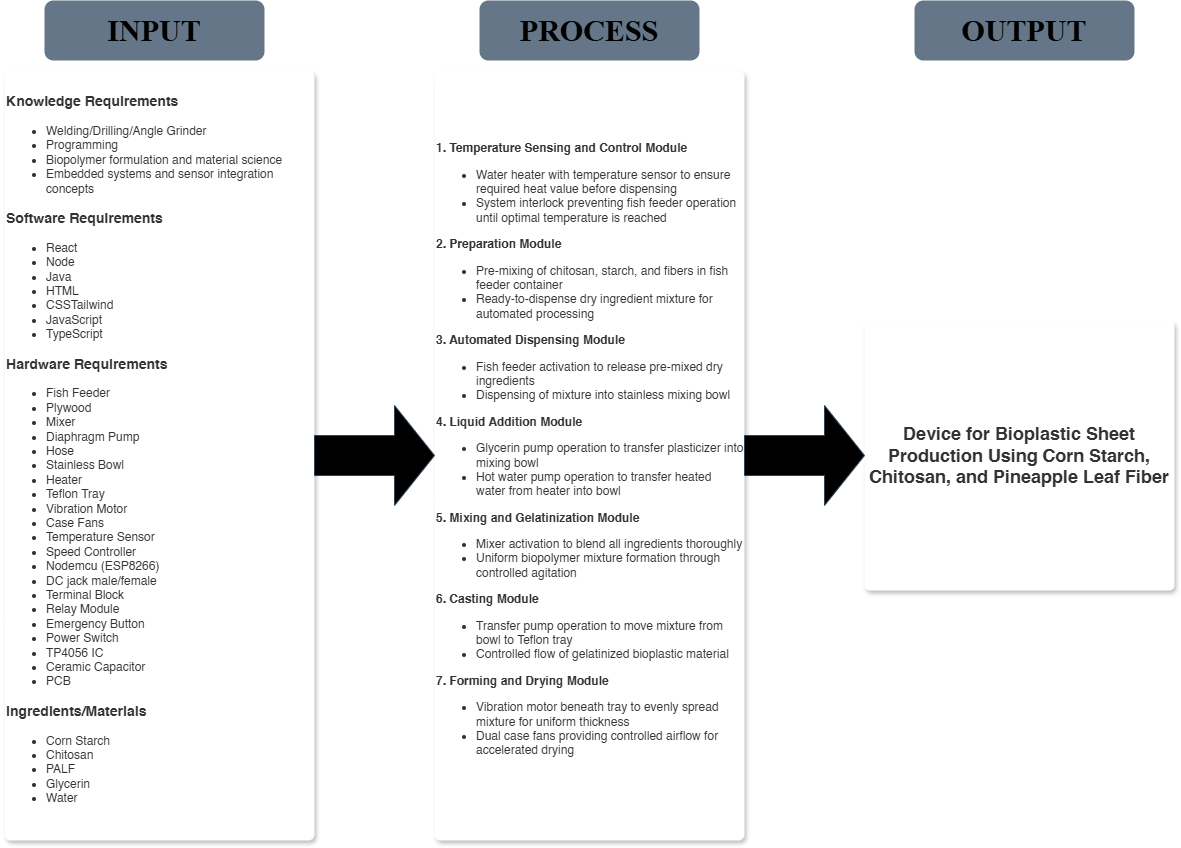 INPUT
Knowledge Requirements
Welding/Drilling/Angle Grinder
Programming
Biopolymer formulation and material science
Embedded systems and sensor integration
concepts
Software Requirements
React
Node
Java
HTML
CSSTailwind
JavaScript
TypeScript
Hardware Requirements
Fish Feeder
Plywood
Mixer
Diaphragm Pump
Hose
Stainless Bowl
Heater
Teflon Tray
Vibration Motor
Case Fans
Temperature Sensor
Speed Controller
Nodemcu (ESP8266)
DC jack male/female
Terminal Block
Relay Module
Emergency Button
Power Switch
TP4056 IC
Ceramic Capacitor
PCB
Ingredients/Materials
Corn Starch
Chitosan
PALF
Glycerin
Water
PROCESS
1. Temperature Sensing and Control Module
Water heater with temperature sensor to ensure
required heat value before dispensing
System interlock preventing fish feeder operation
until optimal temperature is reached
2. Preparation Module
Pre-mixing of chitosan, starch, and fibers in fish
feeder container
Ready-to-dispense dry ingredient mixture for
automated processing
3. Automated Dispensing Module
Fish feeder activation to release pre-mixed dry
ingredients
Dispensing of mixture into stainless mixing bowl
4. Liquid Addition Module
Glycerin pump operation to transfer plasticizer into
mixing bowl
Hot water pump operation to transfer heated
water from heater into bowl
5. Mixing and Gelatinization Module
Mixer activation to blend all ingredients thoroughly
Uniform biopolymer mixture formation through
controlled agitation
6. Casting Module
Transfer pump operation to move mixture from
bowl to Teflon tray
Controlled flow of gelatinized bioplastic material
7. Forming and Drying Module
Vibration motor beneath tray to evenly spread
mixture for uniform thickness
Dual case fans providing controlled airflow for
accelerated drying
OUTPUT
Device for Bioplastic Sheet
Production Using Corn Starch,
Chitosan, and Pineapple Leaf Fiber